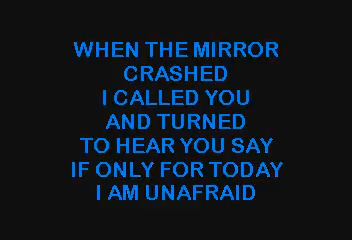 WHEN THE MIRROR
CRASHED
I CALLED YOU
AND TURNED
TO HEAR YOU SAY
IF ONLY FOR TODAY
I AM UNAFRAID